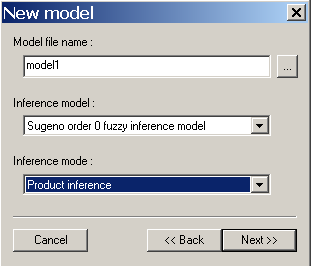 New model
Model file name :
model1
...
Inference model :
Sugeno order 0 fuzzy inference model
Inference mode :
Product inference
Cancel
<< Back
Next >>